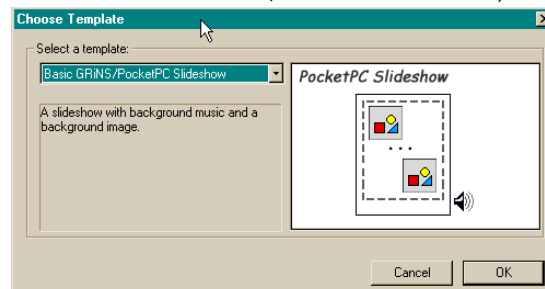 Choose Template
Select a template:
Basic GRiNS/PocketPC Slideshow
A slideshow with background music and a
background image.
PocketPC Slideshow
...
Cancel
OK